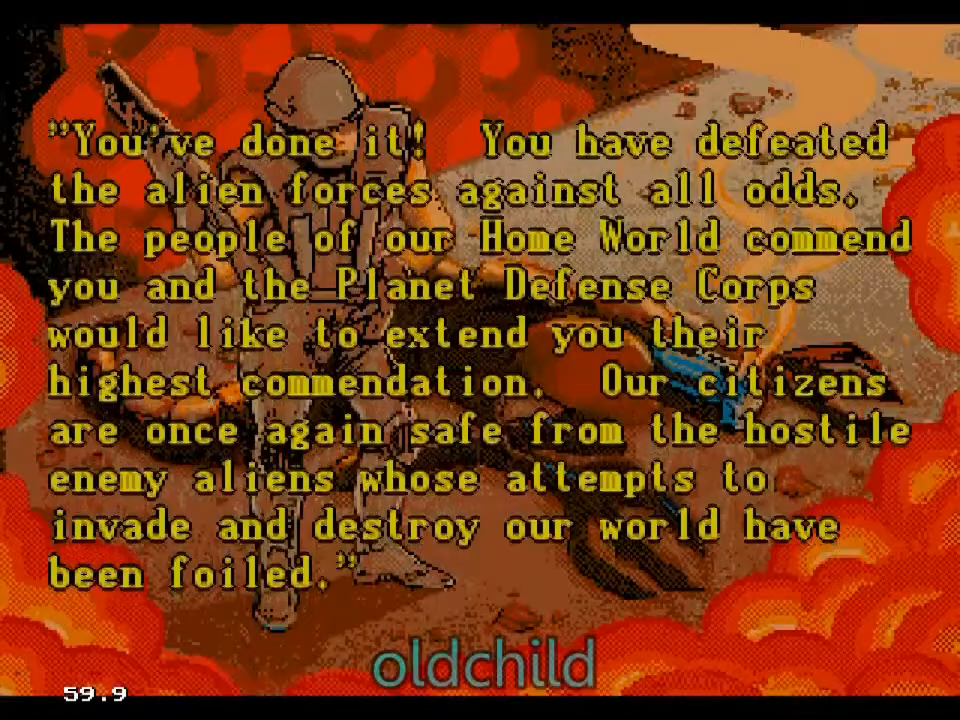 "You've done it!  You have defeated
the alien forces against all odds.
The people of our Home World commend
you and the Planet Defense Corps
would like to extend you their
highest commendation.  Our citizens
are once again safe from the hostile
enemy aliens whose attempts to
invade and destroy our world have
been foiled."
oldchild
59.9